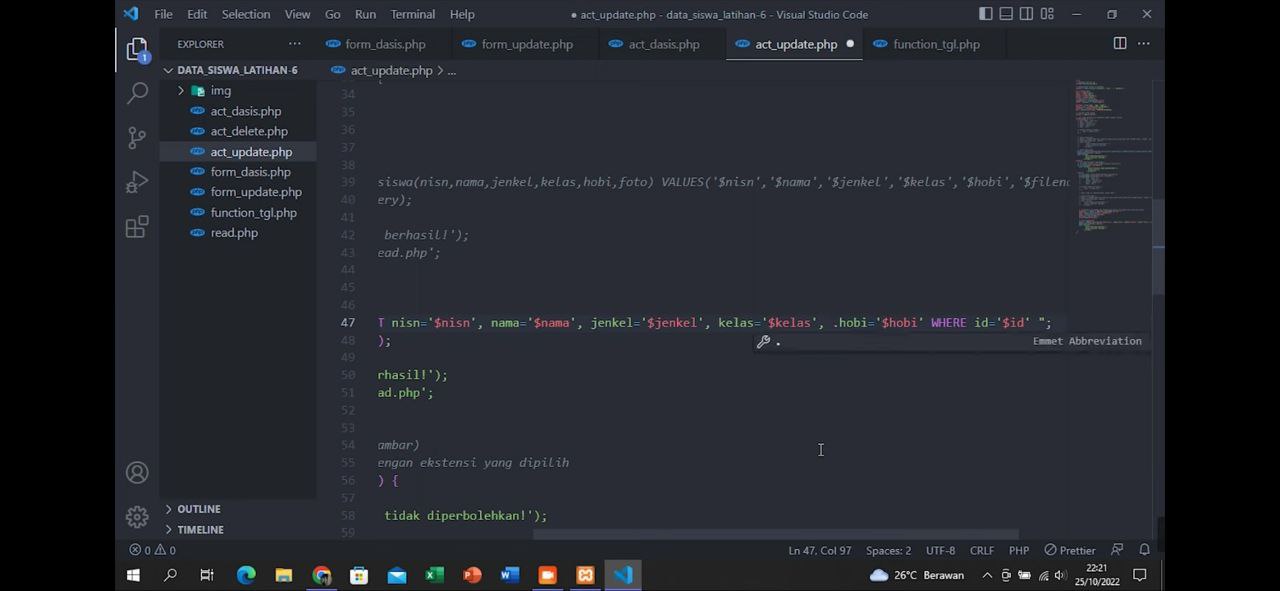 File Edit Selection View Go Run Terminal Help
● act_update.php - data_siswa_latihan-6 - Visual Studio Code
EXPLORER ...
form_dasis.php form_update.php act_dasis.php act_update.php ● function_tgl.php
DATA_SISWA_LATIHAN-6
act_update.php > ...
img
act_dasis.php
act_delete.php
act_update.php
form_dasis.php
form_update.php
function_tgl.php
read.php
34
35
36
37
38
39 siswa(nisn,nama,jenkel,kelas,hobi,foto) VALUES('$nisn','$nama','$jenkel','$kelas','$hobi','$filen
40 ery);
41
42 berhasil!');
43 ead.php';
44
45
46
47 T nisn='$nisn', nama='$nama', jenkel='$jenkel', kelas='$kelas', .hobi='$hobi' WHERE id='$id' ";
. Emmet Abbreviation
48 );
49
50 rhasil!');
51 ad.php';
52
53
54 ambar)
55 engan ekstensi yang dipilih
56 ) {
57
58 tidak diperbolehkan!');
59
OUTLINE
TIMELINE
1
0 0
Ln 47, Col 97 Spaces: 2 UTF-8 CRLF PHP Prettier
26°C Berawan
22:21
25/10/2022